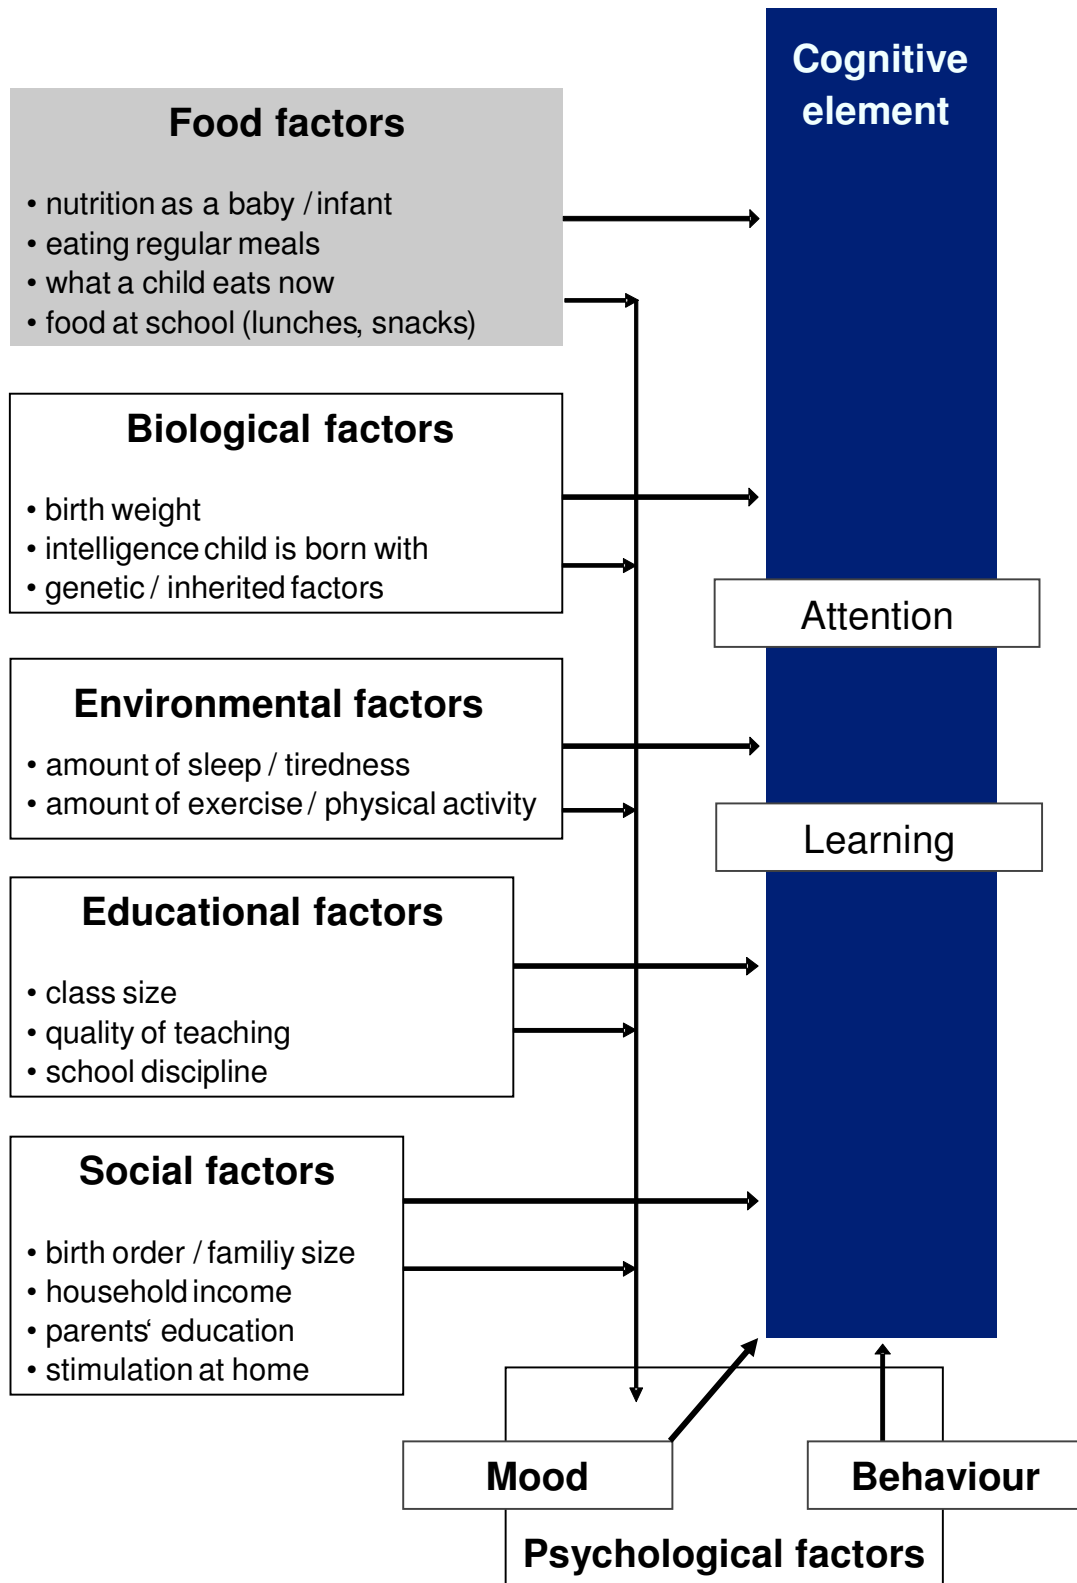 Cognitive
element
Food factors
• nutrition as a baby / infant
• eating regular meals
• what a child eats now
• food at school (lunches, snacks)
Biological factors
• birth weight
• intelligence child is born with
• genetic / inherited factors
Attention
Environmental factors
• amount of sleep / tiredness
• amount of exercise / physical activity
Learning
Educational factors
• class size
• quality of teaching
• school discipline
Social factors
• birth order / familiy size
• household income
• parents‘ education
• stimulation at home
Mood
Behaviour
Psychological factors